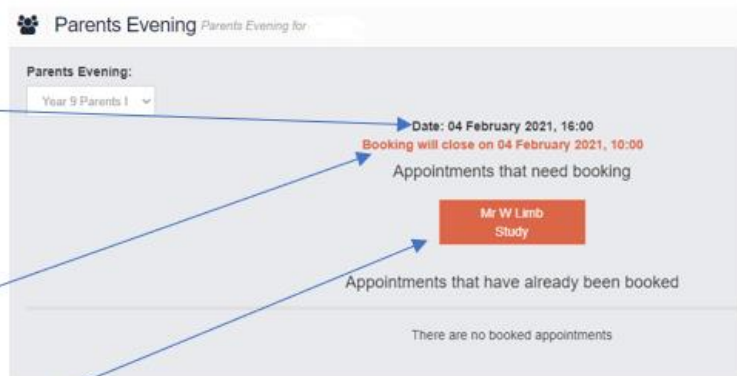 Parents Evening Parents Evening for
Parents Evening:
Year 9 Parents
Date: 04 February 2021, 16:00
Booking will close on 04 February 2021, 10:00
Appointments that need booking
Mr W Limb
Study
Appointments that have already been booked
There are no booked appointments